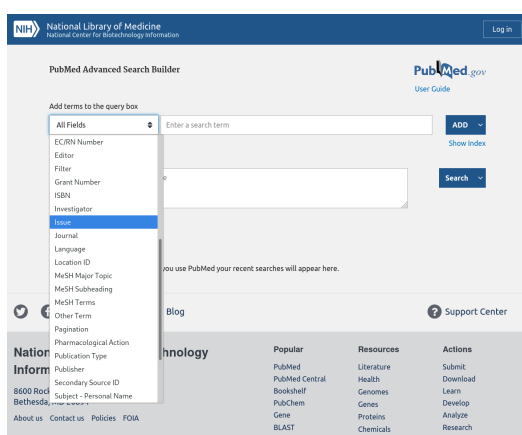 NIH National Library of Medicine
National Center for Biotechnology Information
Log in
PubMed Advanced Search Builder
PubMed.gov
User Guide
Add terms to the query box
All Fields
Enter a search term
ADD
Show Index
EC/RN Number
Editor
Filter
Grant Number
ISBN
Investigator
Issue
Journal
Language
Location ID
MeSH Major Topic
MeSH Subheading
MeSH Terms
Other Term
Pagination
Pharmacological Action
Publication Type
Publisher
Secondary Source ID
Subject - Personal Name
Search
you use PubMed your recent searches will appear here.
Blog
Support Center
Nation
hnology
Inform
8600 Rock
Bethesda,
About us Contact us Policies FOIA
Popular
PubMed
PubMed Central
Bookshelf
PubChem
Gene
BLAST
Resources
Literature
Health
Genomes
Genes
Proteins
Chemicals
Actions
Submit
Download
Learn
Develop
Analyze
Research